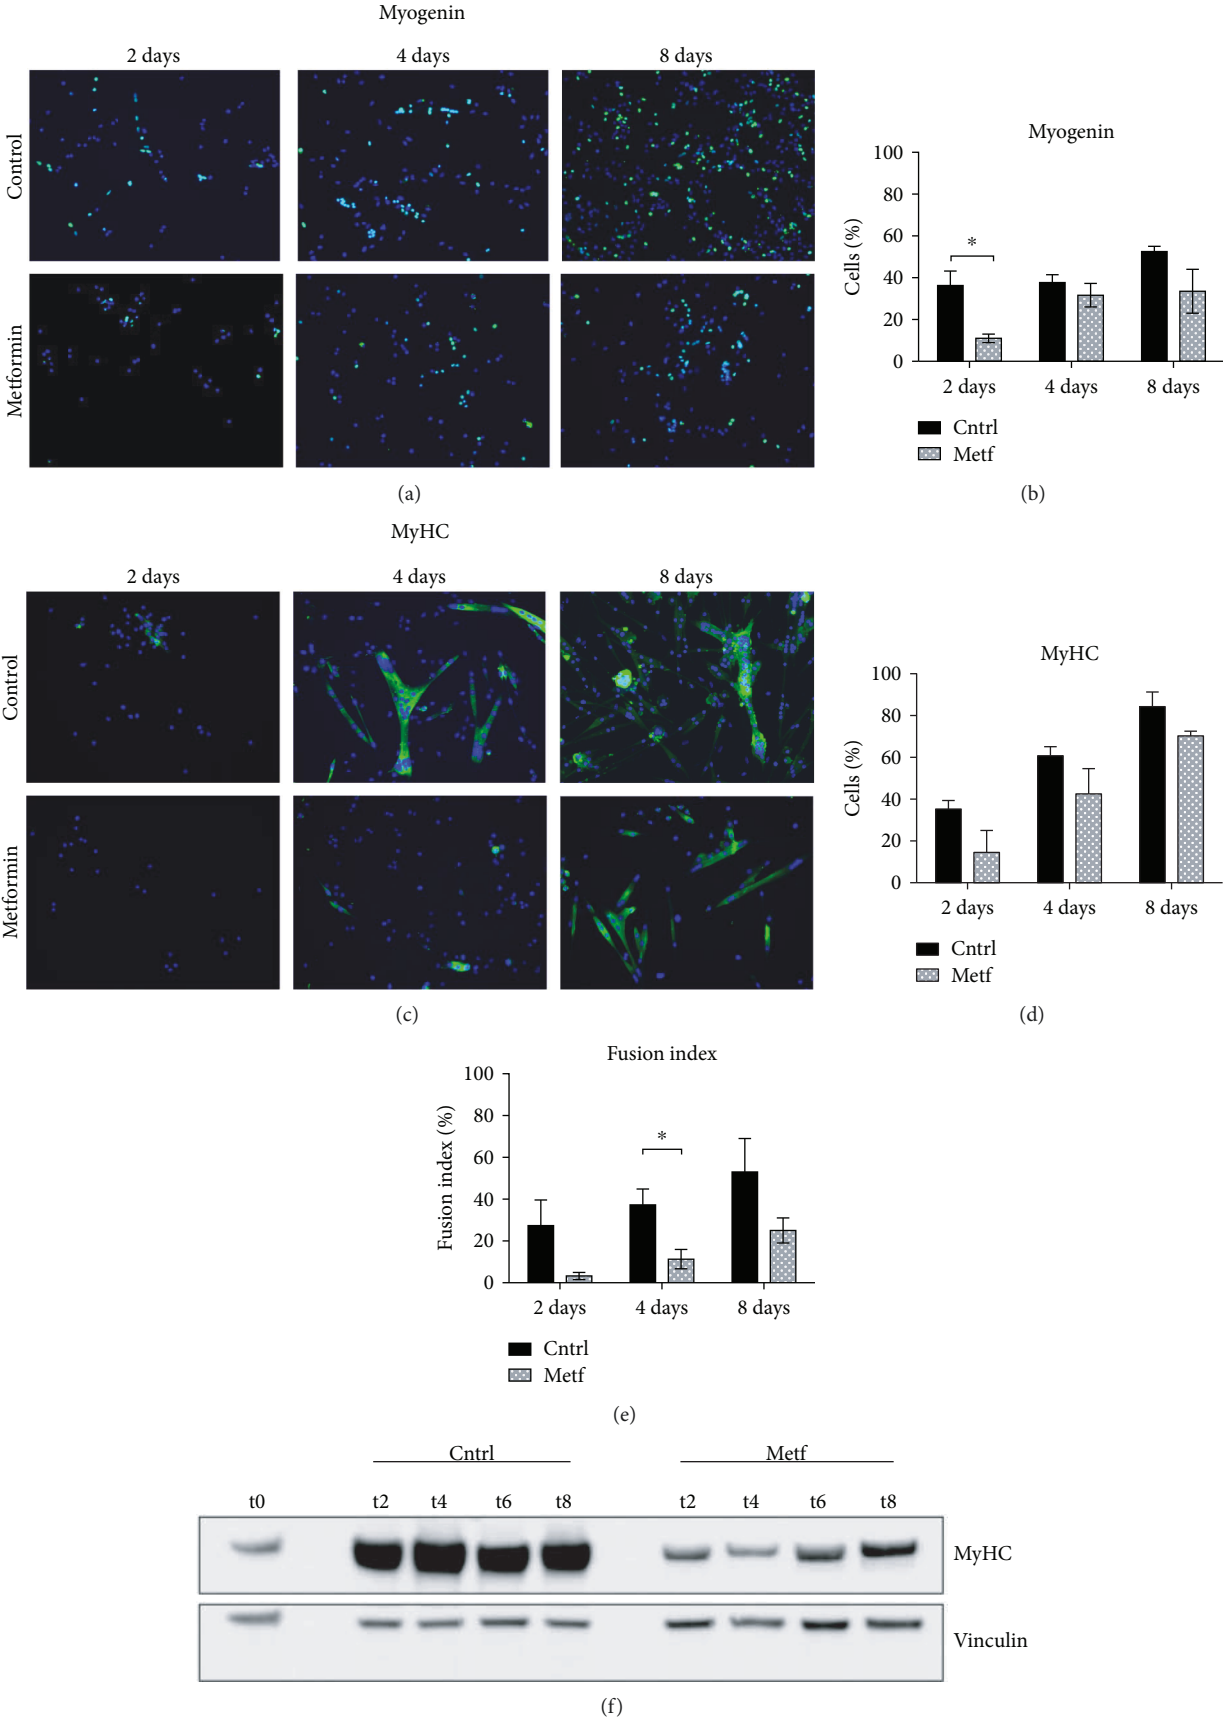 Myogenin
2 days 4 days 8 days
Control
Metformin
(a)
Myogenin
100
80
60
40
20
0
Cells (%)
*
2 days 4 days 8 days
Cntrl
Metf
(b)
MyHC
2 days 4 days 8 days
Control
Metformin
(c)
MyHC
100
80
60
40
20
0
Cells (%)
2 days 4 days 8 days
Cntrl
Metf
(d)
Fusion index
100
80
60
40
20
0
Fusion index (%)
*
2 days 4 days 8 days
Cntrl
Metf
(e)
Cntrl Metf
t0 t2 t4 t6 t8 t2 t4 t6 t8
MyHC
Vinculin
(f)